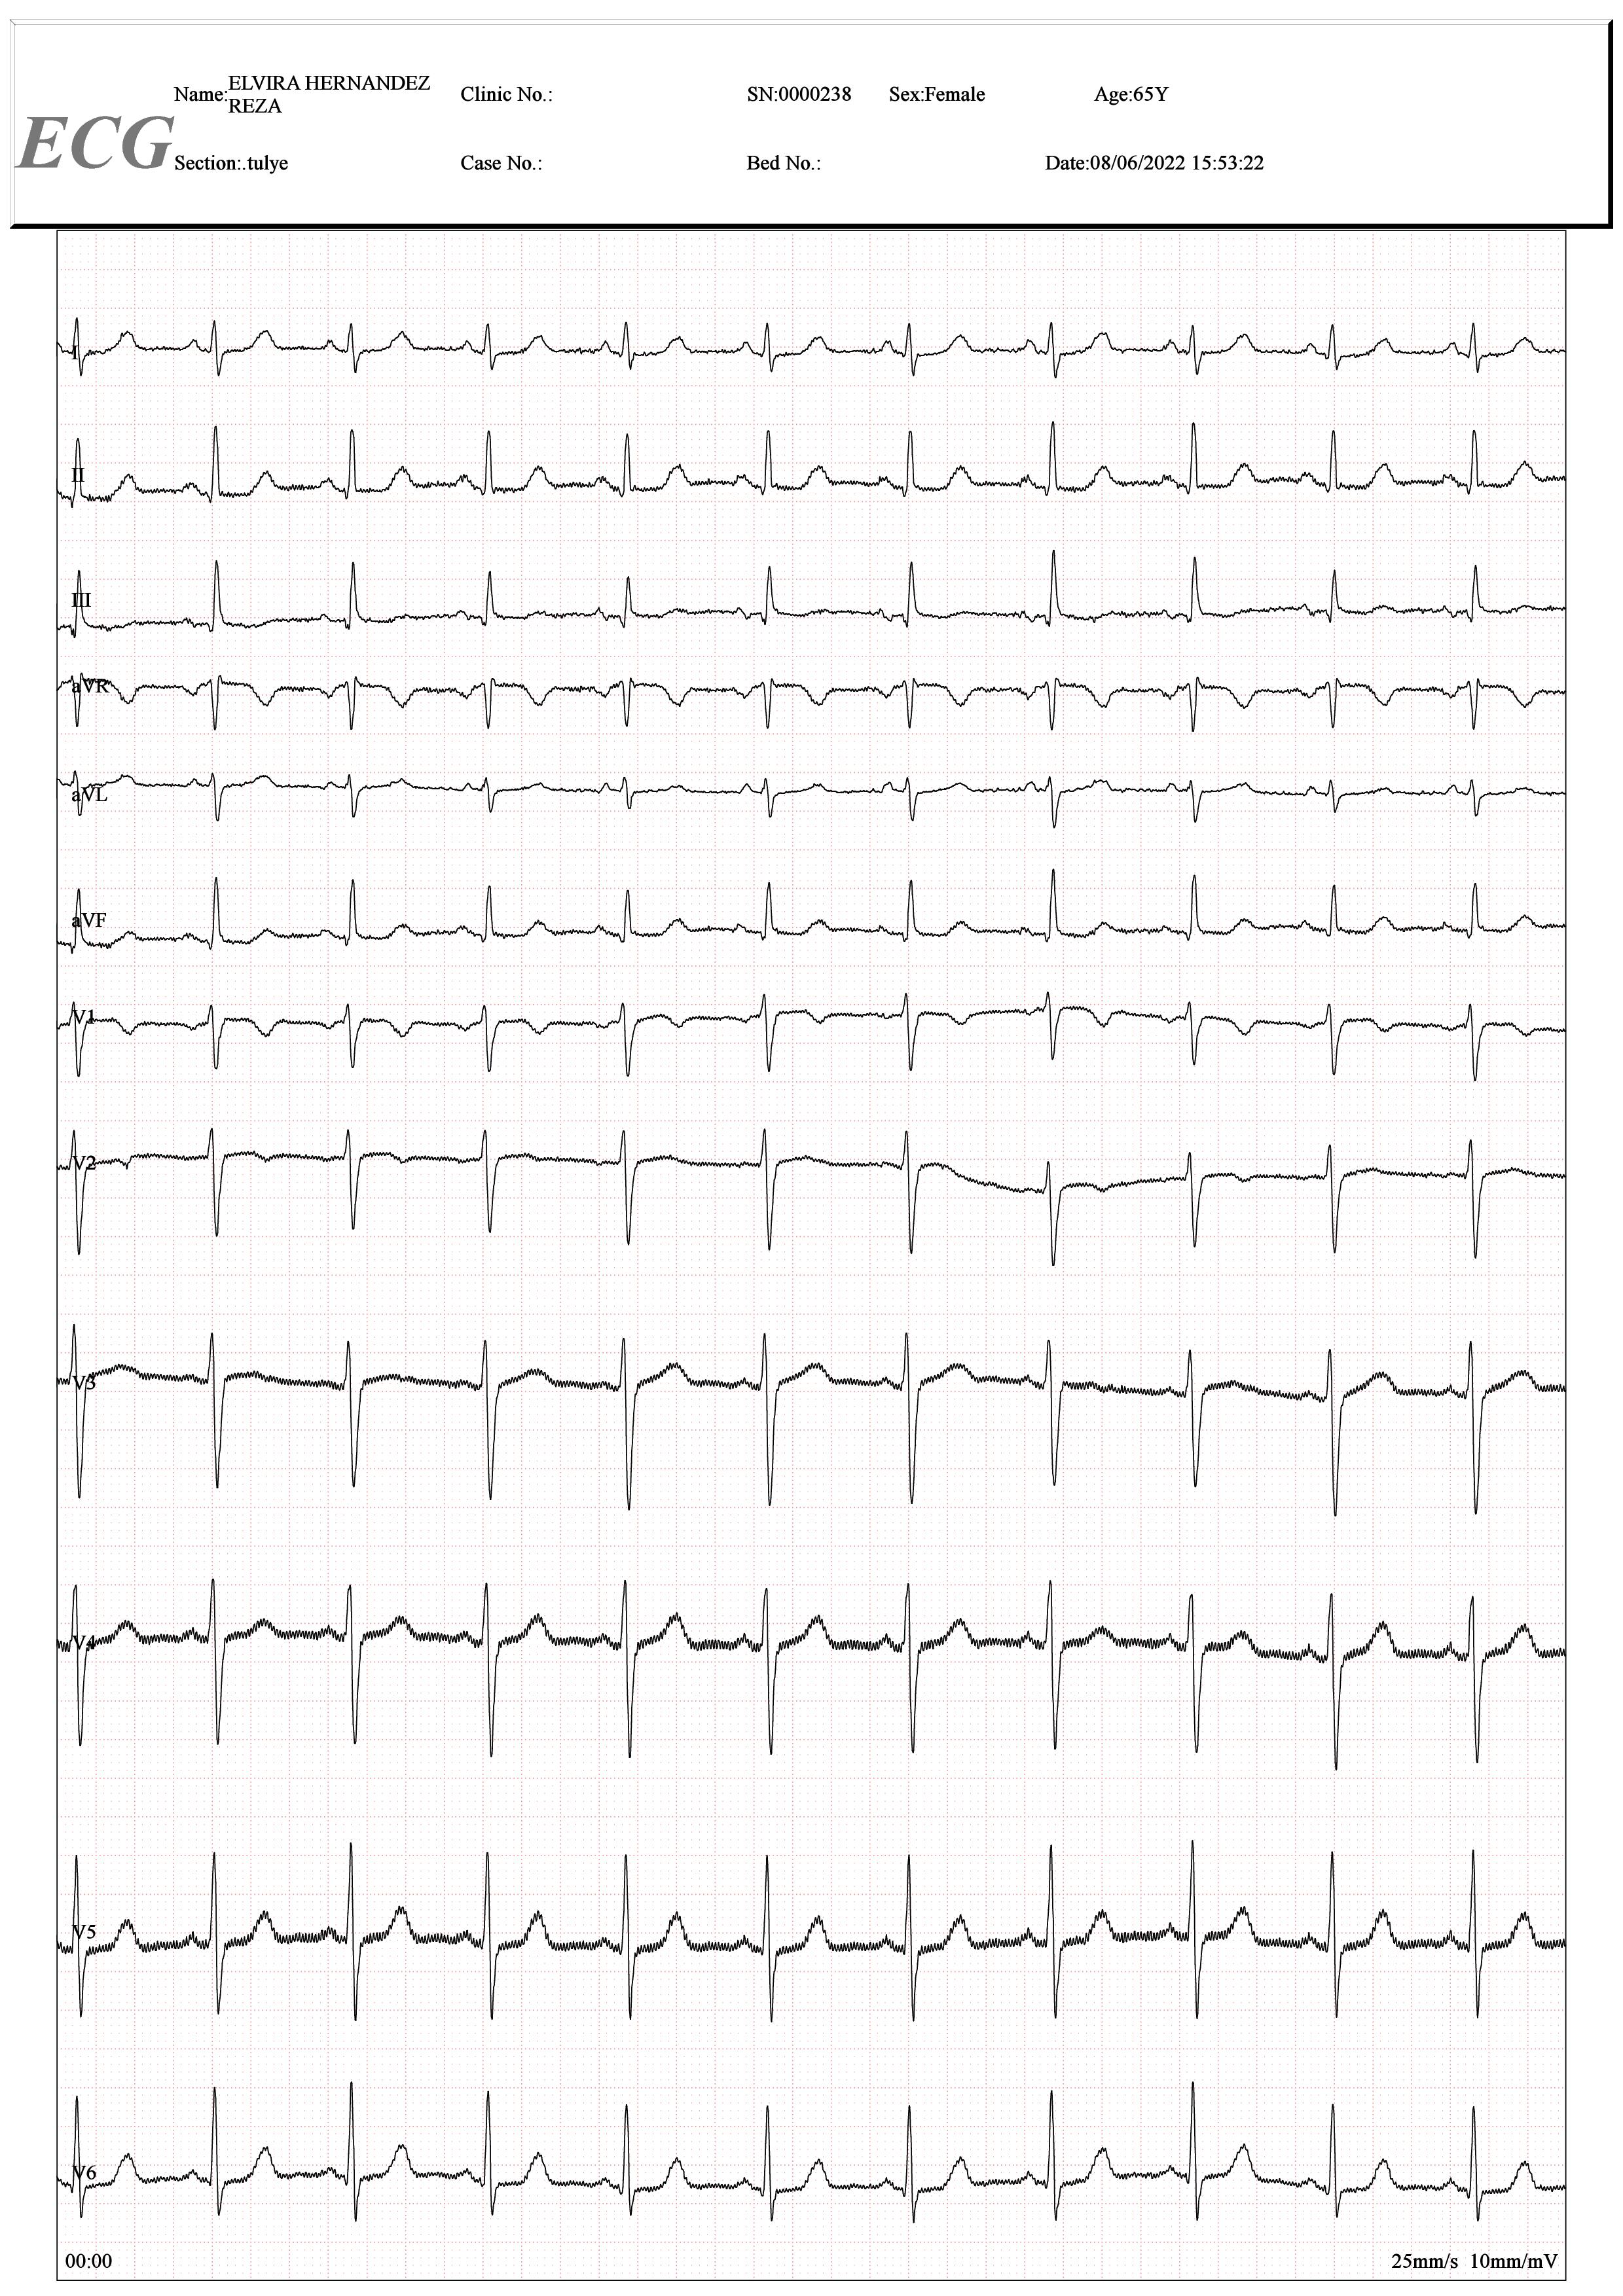 ECG
Name:ELVIRA HERNANDEZ REZA
Clinic No.:
SN:0000238
Sex:Female
Age:65Y
Section:.tulye
Case No.:
Bed No.:
Date:08/06/2022 15:53:22
I
II
III
aVR
aVL
aVF
V1
V2
V3
V4
V5
V6
00:00
25mm/s 10mm/mV